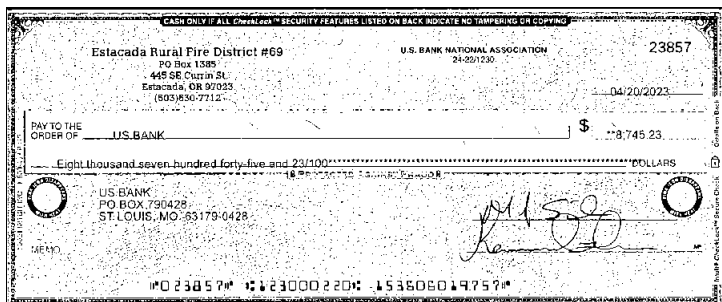 CASH ONLY IF ALL CheckLock™ SECURITY FEATURES LISTED ON BACK INDICATE NO TAMPERING OR COPYING
Estacada Rural Fire District #69
PO Box 1385
445 SE Currin St.
Estacada, OR 97023
(503)630-7712
U.S. BANK NATIONAL ASSOCIATION
24-22/1230
23857
04/20/2023
PAY TO THE
ORDER OF US BANK
$ **8,745.23
Eight thousand seven hundred forty-five and 23/100 DOLLARS
US BANK
PO BOX 790428
ST LOUIS, MO 63179-0428
MEMO
⑈023857⑈ ⑆123000220⑆ 153606019757⑈